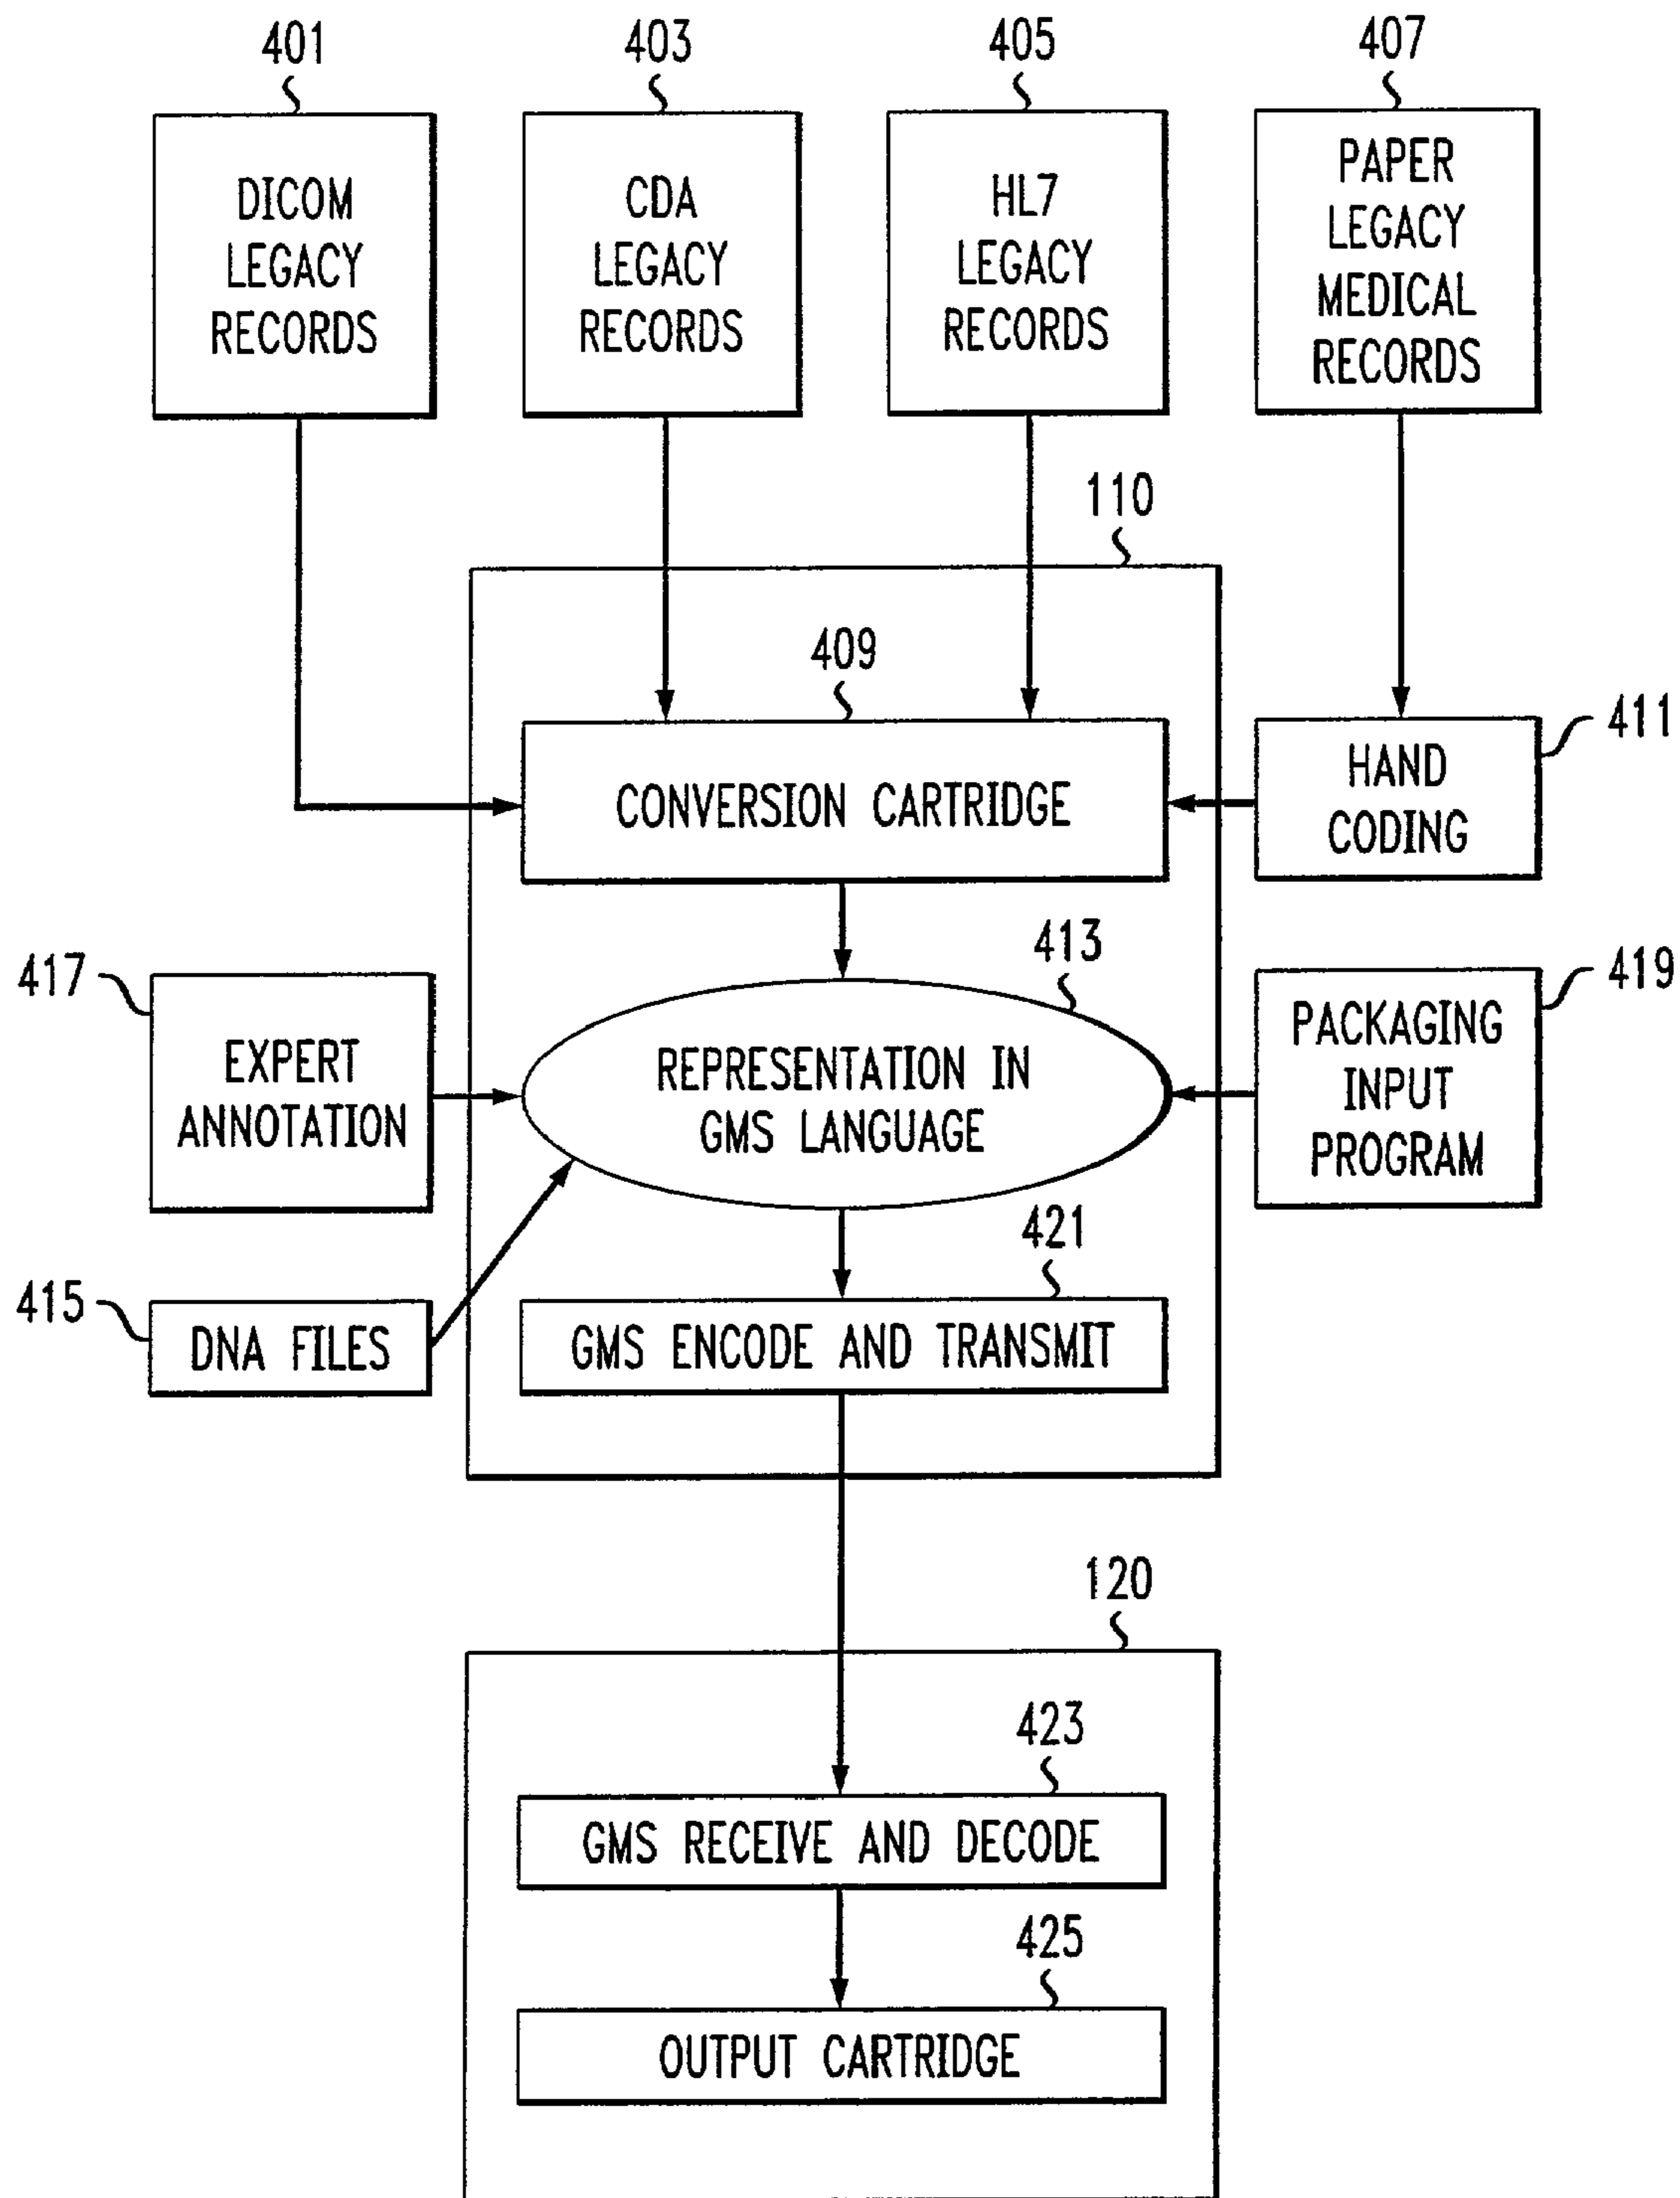 401
403
405
407
DICOM
LEGACY
RECORDS
CDA
LEGACY
RECORDS
HL7
LEGACY
RECORDS
PAPER
LEGACY
MEDICAL
RECORDS
110
409
CONVERSION CARTRIDGE
HAND
CODING
411
413
417
EXPERT
ANNOTATION
REPRESENTATION IN
GMS LANGUAGE
PACKAGING
INPUT
PROGRAM
419
421
415
DNA FILES
GMS ENCODE AND TRANSMIT
120
423
GMS RECEIVE AND DECODE
425
OUTPUT CARTRIDGE